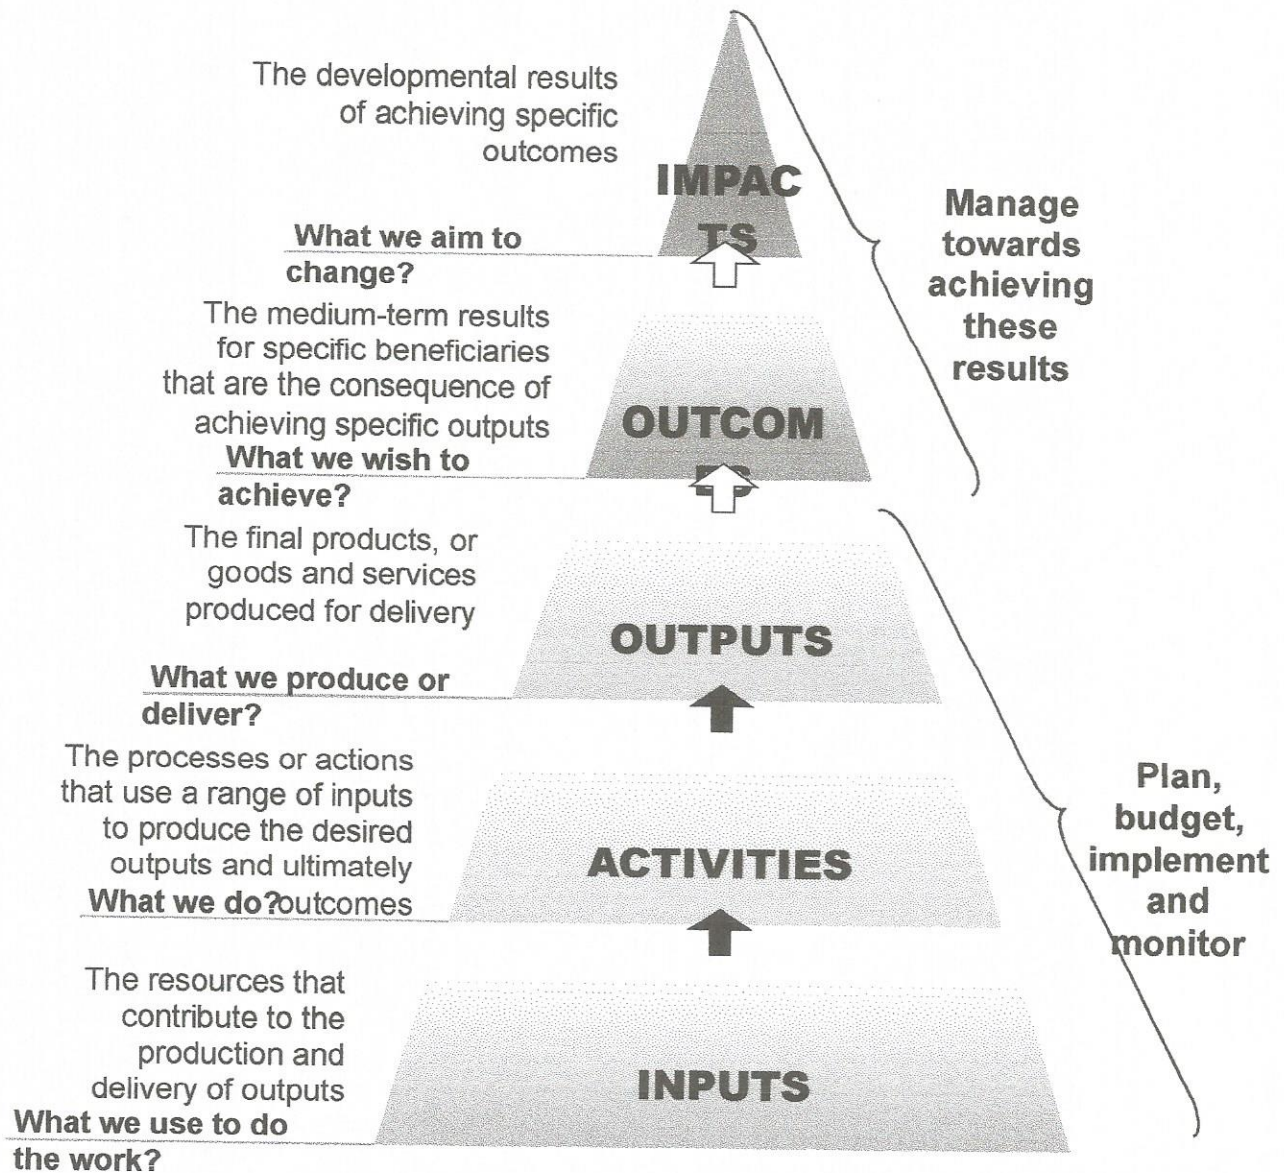 The developmental results
of achieving specific
outcomes
IMPAC
TS
What we aim to
change?
Manage
towards
achieving
these
results
The medium-term results
for specific beneficiaries
that are the consequence of
achieving specific outputs
OUTCOM
ES
What we wish to
achieve?
The final products, or
goods and services
produced for delivery
OUTPUTS
What we produce or
deliver?
The processes or actions
that use a range of inputs
to produce the desired
outputs and ultimately
outcomes
ACTIVITIES
What we do?
Plan,
budget,
implement
and
monitor
The resources that
contribute to the
production and
delivery of outputs
INPUTS
What we use to do
the work?